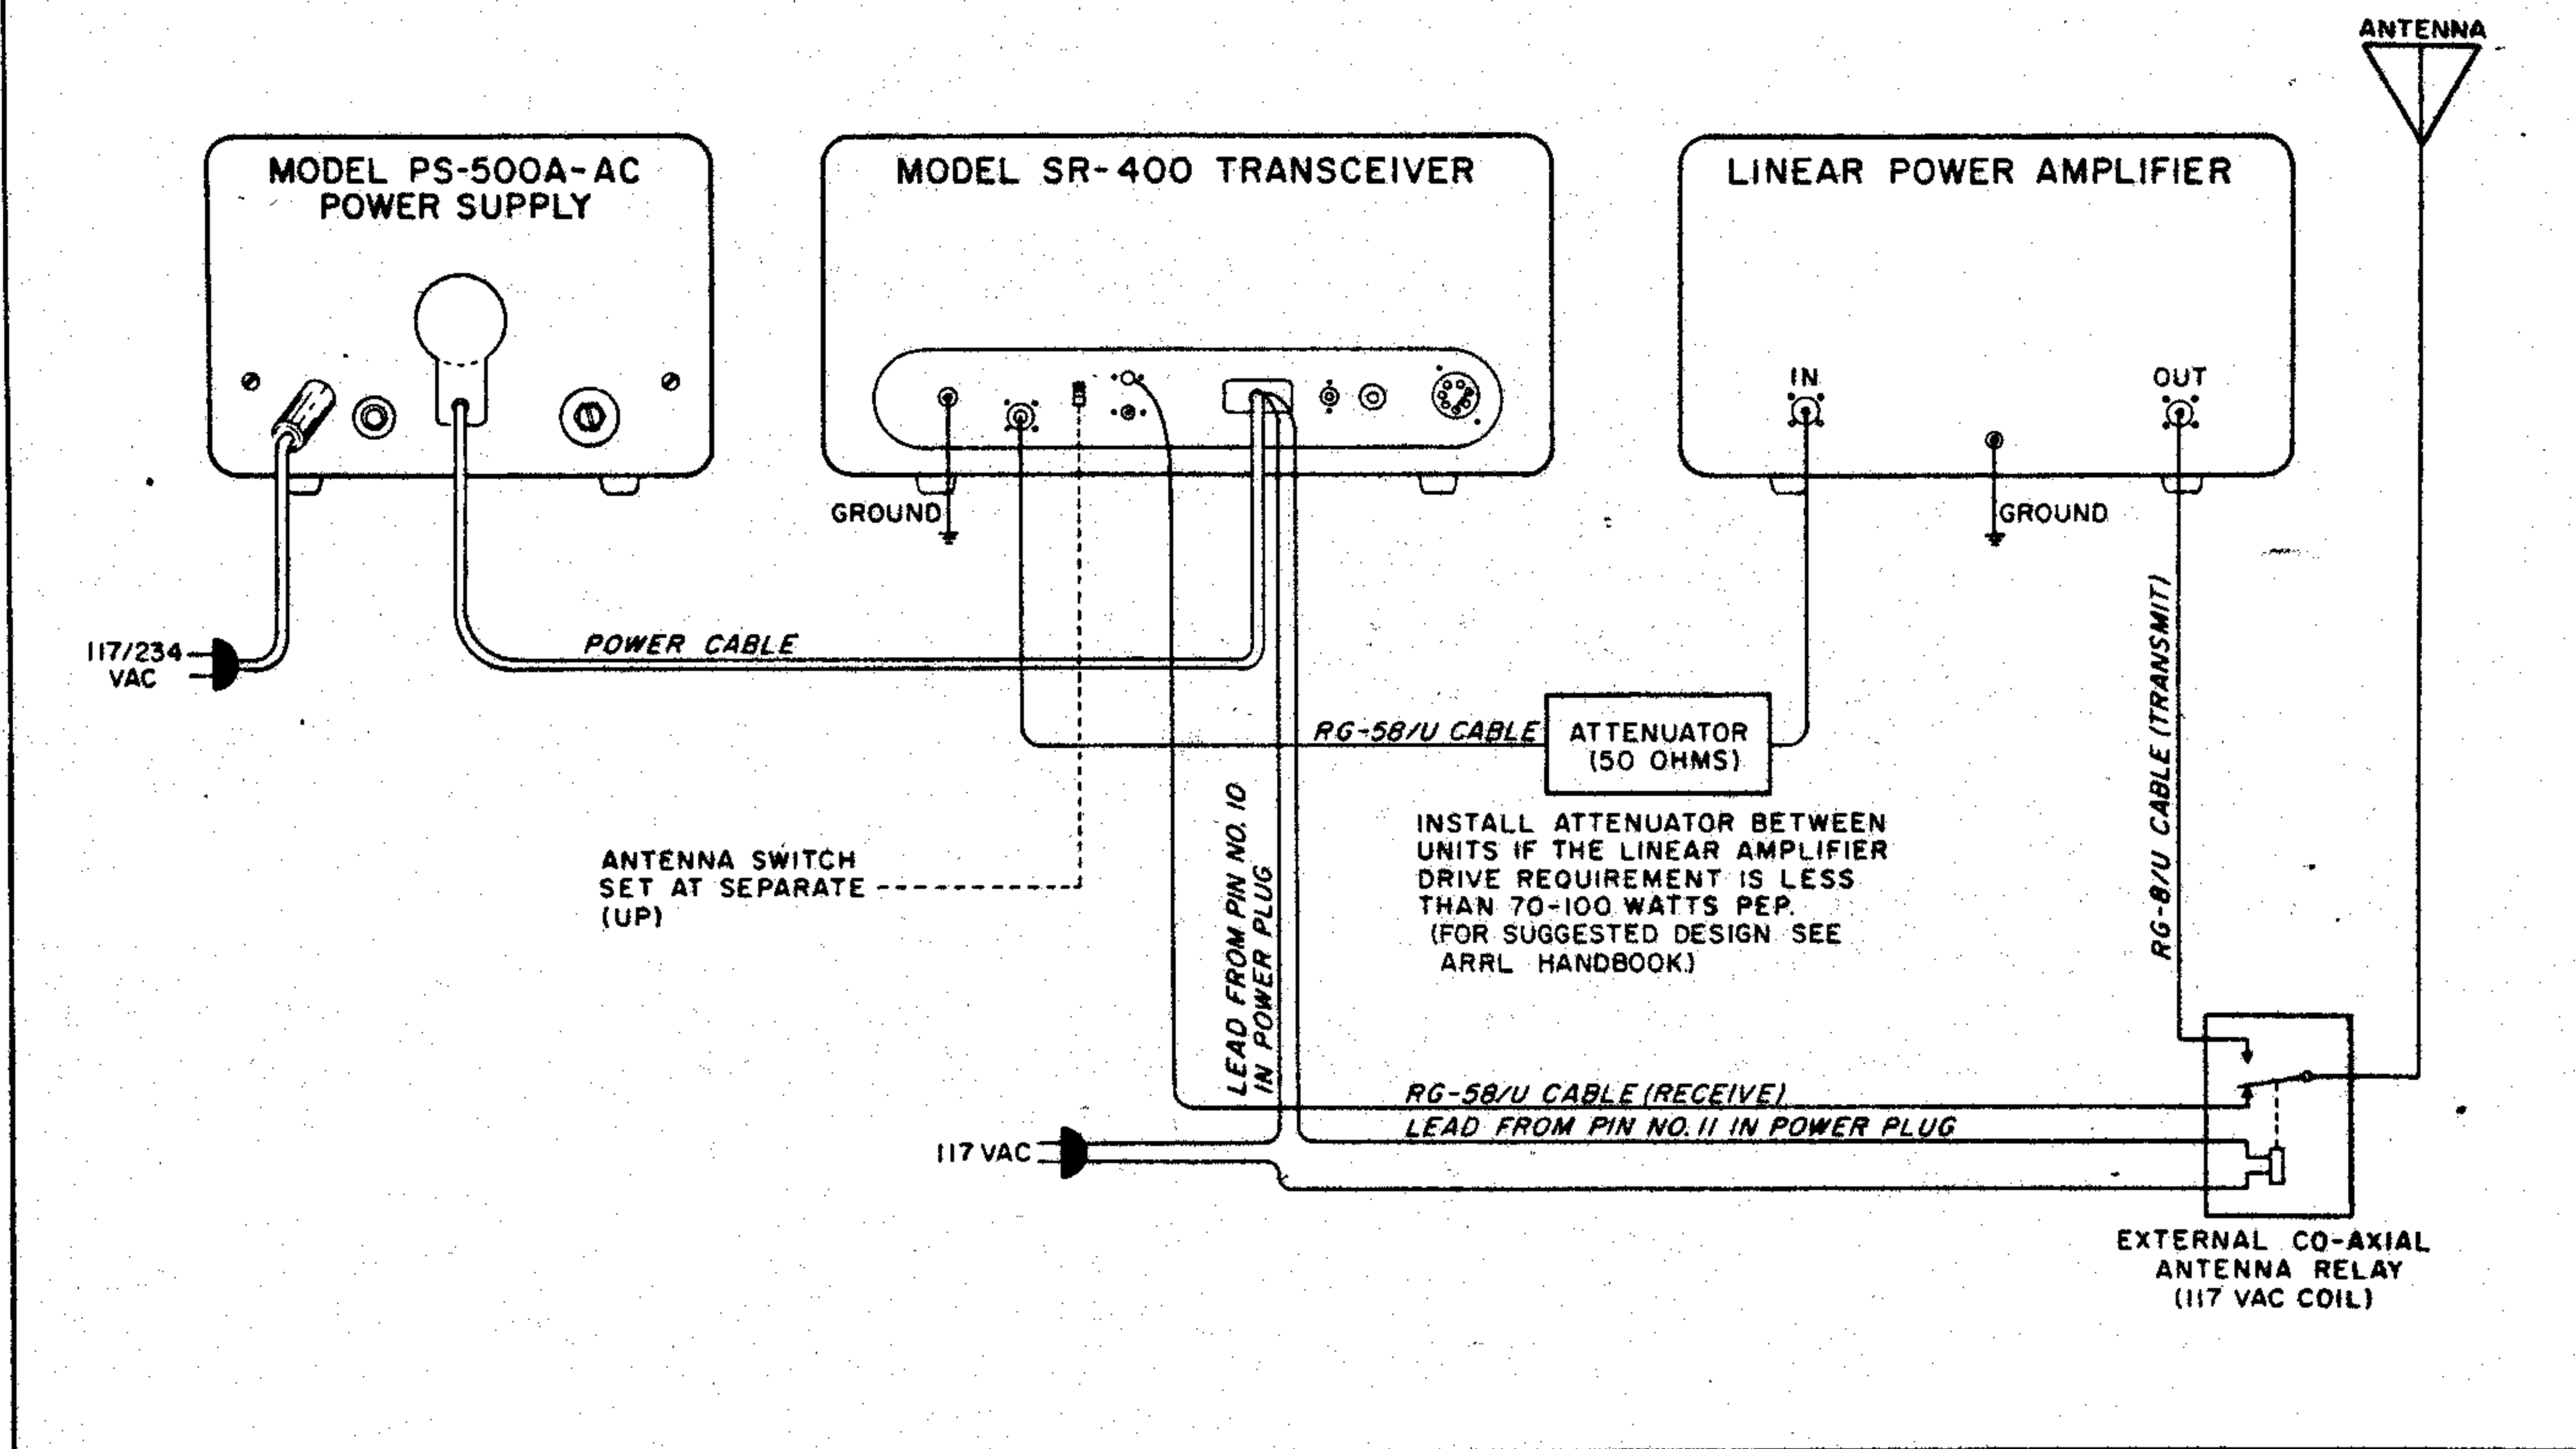 ANTENNA
MODEL PS-500A-AC
POWER SUPPLY
MODEL SR-400 TRANSCEIVER
LINEAR POWER AMPLIFIER
IN
OUT
GROUND
GROUND
117/234
VAC
POWER CABLE
RG-58/U CABLE
ATTENUATOR
(50 OHMS)
RG-8/U CABLE (TRANSMIT)
INSTALL ATTENUATOR BETWEEN
UNITS IF THE LINEAR AMPLIFIER
DRIVE REQUIREMENT IS LESS
THAN 70-100 WATTS PEP.
(FOR SUGGESTED DESIGN SEE
ARRL HANDBOOK.)
ANTENNA SWITCH
SET AT SEPARATE
(UP)
LEAD FROM PIN NO. 10
IN POWER PLUG
RG-58/U CABLE (RECEIVE)
LEAD FROM PIN NO. 11 IN POWER PLUG
117 VAC
EXTERNAL CO-AXIAL
ANTENNA RELAY
(117 VAC COIL)